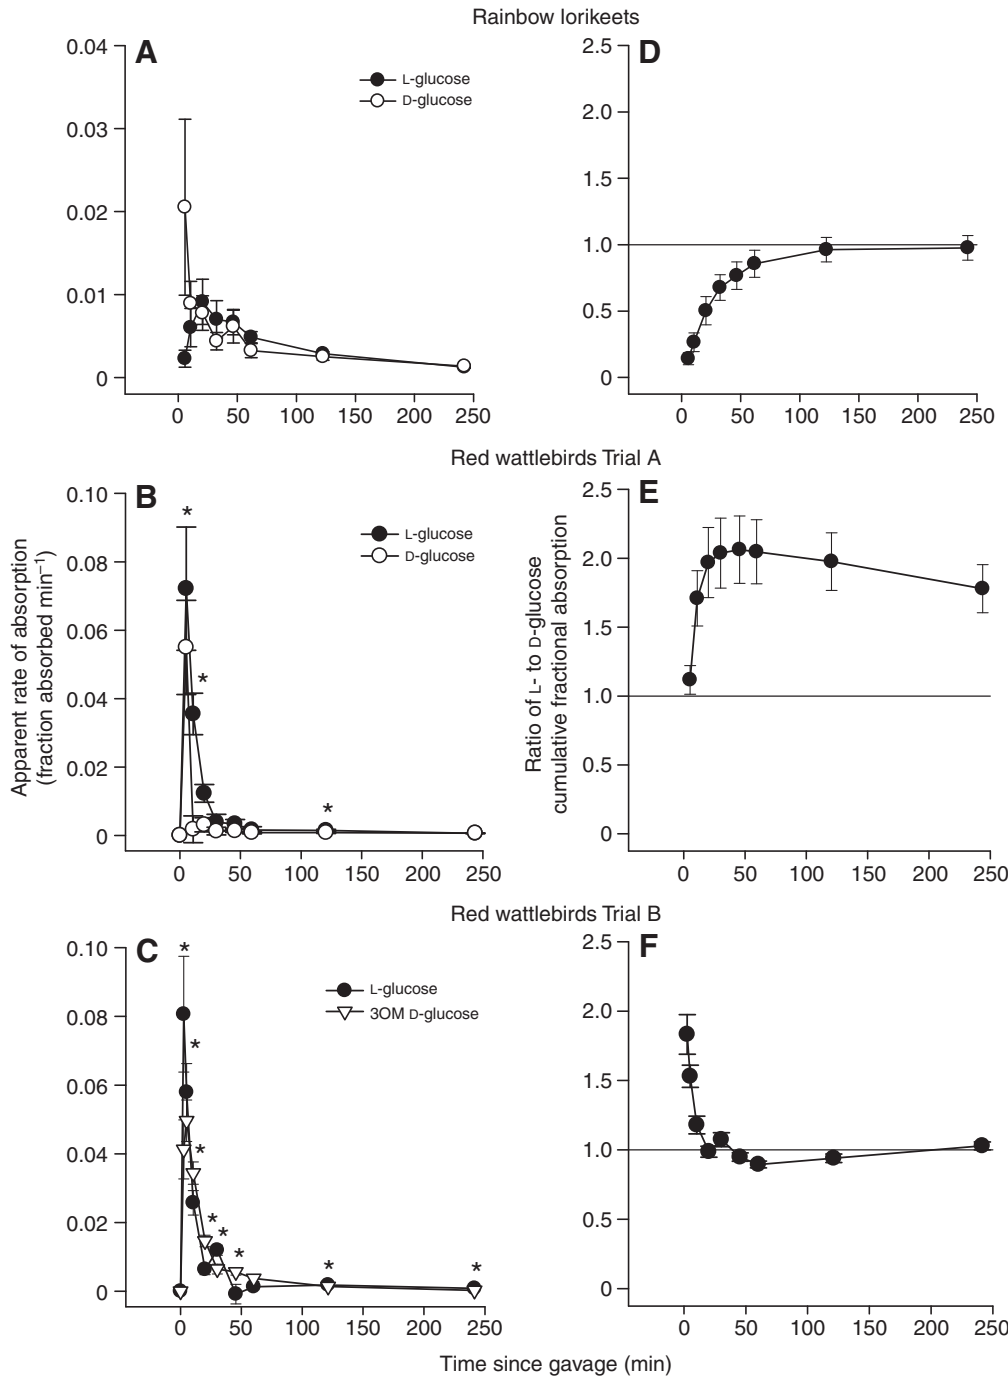 Rainbow lorikeets
A
L-glucose
D-glucose
0.04
0.03
0.02
0.01
0
0 50 100 150 200 250
D
2.5
2.0
1.5
1.0
0.5
0
0 50 100 150 200 250
Red wattlebirds Trial A
B
L-glucose
D-glucose
0.10
0.08
0.06
0.04
0.02
0
* * *
0 50 100 150 200 250
Apparent rate of absorption
(fraction absorbed min⁻¹)
E
2.5
2.0
1.5
1.0
0.5
0
0 50 100 150 200 250
Ratio of L- to D-glucose
cumulative fractional absorption
Red wattlebirds Trial B
C
L-glucose
3OM D-glucose
0.10
0.08
0.06
0.04
0.02
0
* * * * * * * *
0 50 100 150 200 250
F
2.5
2.0
1.5
1.0
0.5
0
0 50 100 150 200 250
Time since gavage (min)